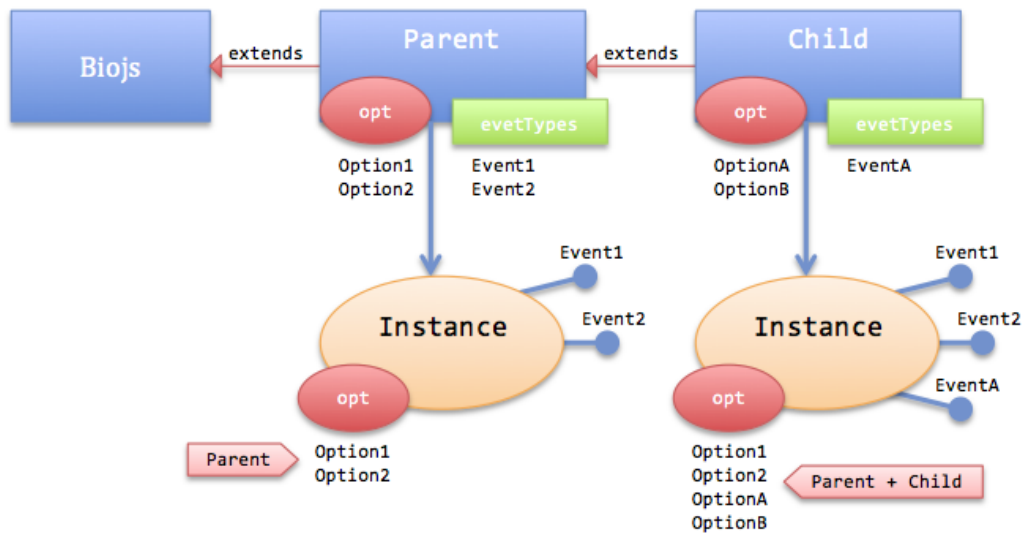 Biojs
extends
Parent
extends
Child
opt
evetTypes
opt
evetTypes
Option1
Option2
Event1
Event2
OptionA
OptionB
EventA
Instance
Event1
Event2
opt
Parent
Option1
Option2
Instance
Event1
Event2
EventA
opt
Option1
Option2
OptionA
OptionB
Parent + Child